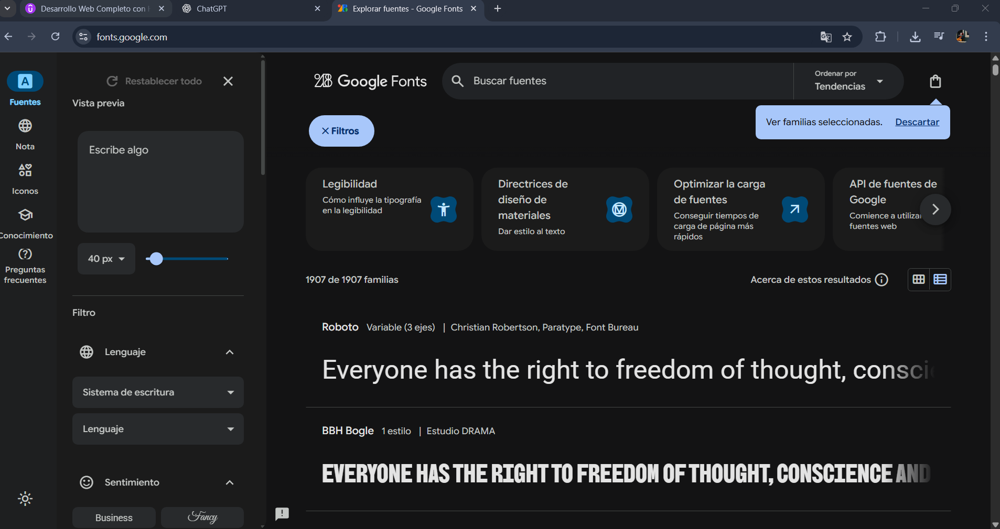 Desarrollo Web Completo con
ChatGPT
Explorar fuentes - Google Fonts
fonts.google.com
Fuentes
Nota
Iconos
Conocimiento
Preguntas
frecuentes
Restablecer todo
Vista previa
Escribe algo
40 px
Filtro
Lenguaje
Sistema de escritura
Lenguaje
Sentimiento
Business
Fancy
Google Fonts
Buscar fuentes
Ordenar por
Tendencias
Filtros
Ver familias seleccionadas. Descartar
Legibilidad
Cómo influye la tipografía
en la legibilidad
Directrices de
diseño de
materiales
Dar estilo al texto
Optimizar la carga
de fuentes
Conseguir tiempos de
carga de página más
rápidos
API de fuentes de
Google
Comience a utilizar
fuentes web
1907 de 1907 familias
Acerca de estos resultados
Roboto Variable (3 ejes) | Christian Robertson, Paratype, Font Bureau
Everyone has the right to freedom of thought, consci
BBH Bogle 1 estilo | Estudio DRAMA
EVERYONE HAS THE RIGHT TO FREEDOM OF THOUGHT, CONSCIENCE AND